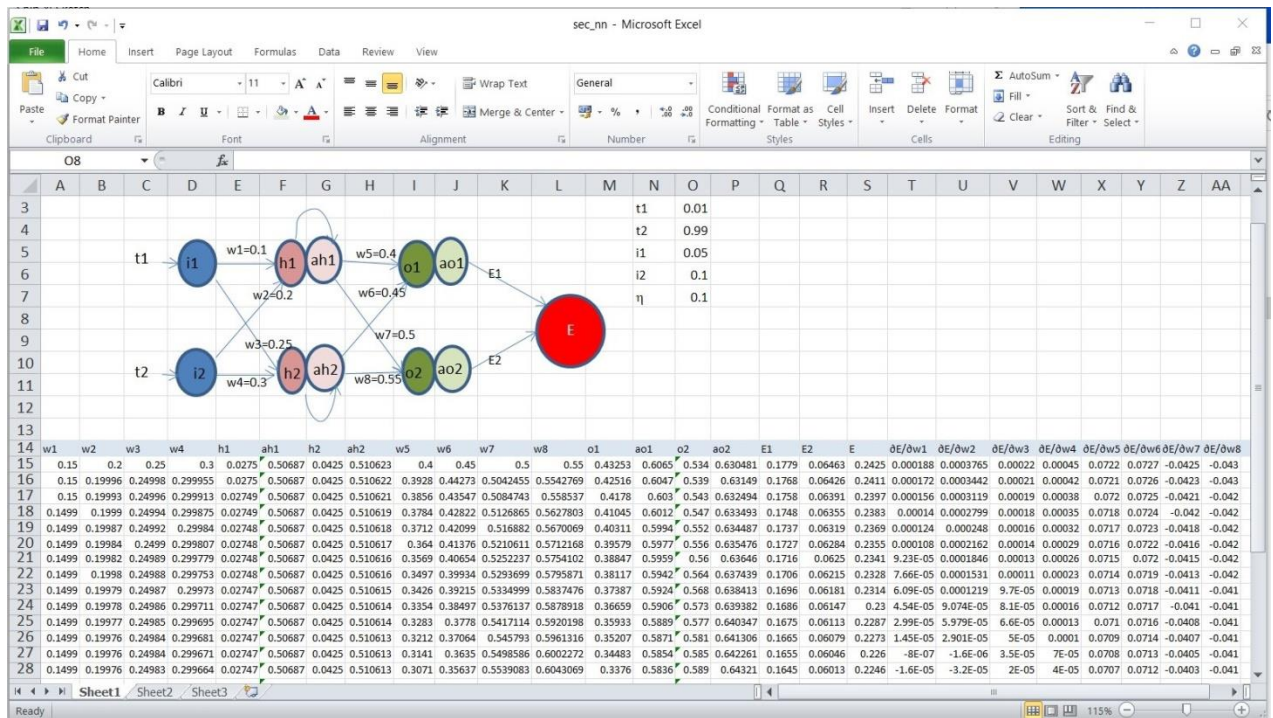 sec_nn - Microsoft Excel
File Home Insert Page Layout Formulas Data Review View
Paste
Cut
Copy
Format Painter
Clipboard
Calibri 11
B I U
Font
Wrap Text
Merge & Center
Alignment
General
Number
Conditional Formatting
Format as Table
Cell Styles
Styles
Insert Delete Format
Cells
Σ AutoSum
Fill
Clear
Sort & Filter
Find & Select
Editing
O8 fx
A B C D E F G H I J K L M N O P Q R S T U V W X Y Z AA
3 t1 0.01
4 t2 0.99
5 i1 0.05
6 i2 0.1
7 η 0.1
8
9
10
11
12
13
t1 i1 w1=0.1 h1 ah1 w5=0.4 o1 ao1 E1
w2=0.2 w6=0.45
E
w3=0.25 w7=0.5
t2 i2 w4=0.3 h2 ah2 w8=0.55 o2 ao2 E2
14 w1 w2 w3 w4 h1 ah1 h2 ah2 w5 w6 w7 w8 o1 ao1 o2 ao2 E1 E2 E ∂E/∂w1 ∂E/∂w2 ∂E/∂w3 ∂E/∂w4 ∂E/∂w5 ∂E/∂w6 ∂E/∂w7 ∂E/∂w8
15 0.15 0.2 0.25 0.3 0.0275 0.50687 0.0425 0.510623 0.4 0.45 0.5 0.55 0.43253 0.6065 0.534 0.630481 0.1779 0.06463 0.2425 0.000188 0.0003765 0.00022 0.00045 0.0722 0.0727 -0.0425 -0.043
16 0.15 0.19996 0.24998 0.299955 0.0275 0.50687 0.0425 0.510622 0.3928 0.44273 0.5042455 0.5542769 0.42516 0.6047 0.539 0.63149 0.1768 0.06426 0.2411 0.000172 0.0003442 0.00021 0.00042 0.0721 0.0726 -0.0423 -0.043
17 0.15 0.19993 0.24996 0.299913 0.02749 0.50687 0.0425 0.510621 0.3856 0.43547 0.5084743 0.558537 0.4178 0.603 0.543 0.632494 0.1758 0.06391 0.2397 0.000156 0.0003119 0.00019 0.00038 0.072 0.0725 -0.0421 -0.042
18 0.1499 0.1999 0.24994 0.299875 0.02749 0.50687 0.0425 0.510619 0.3784 0.42822 0.5126865 0.5627803 0.41045 0.6012 0.547 0.633493 0.1748 0.06355 0.2383 0.00014 0.0002799 0.00018 0.00035 0.0718 0.0724 -0.042 -0.042
19 0.1499 0.19987 0.24992 0.29984 0.02748 0.50687 0.0425 0.510618 0.3712 0.42099 0.516882 0.5670069 0.40311 0.5994 0.552 0.634487 0.1737 0.06319 0.2369 0.000124 0.000248 0.00016 0.00032 0.0717 0.0723 -0.0418 -0.042
20 0.1499 0.19984 0.2499 0.299807 0.02748 0.50687 0.0425 0.510617 0.364 0.41376 0.5210611 0.5712168 0.39579 0.5977 0.556 0.635476 0.1727 0.06284 0.2355 0.000108 0.0002162 0.00014 0.00029 0.0716 0.0722 -0.0416 -0.042
21 0.1499 0.19982 0.24989 0.299779 0.02748 0.50687 0.0425 0.510616 0.3569 0.40654 0.5252237 0.5754102 0.38847 0.5959 0.56 0.63646 0.1716 0.0625 0.2341 9.23E-05 0.0001846 0.00013 0.00026 0.0715 0.072 -0.0415 -0.042
22 0.1499 0.1998 0.24988 0.299753 0.02748 0.50687 0.0425 0.510616 0.3497 0.39934 0.5293699 0.5795871 0.38117 0.5942 0.564 0.637439 0.1706 0.06215 0.2328 7.66E-05 0.0001531 0.00011 0.00023 0.0714 0.0719 -0.0413 -0.042
23 0.1499 0.19979 0.24987 0.29973 0.02747 0.50687 0.0425 0.510615 0.3426 0.39215 0.5334999 0.5837476 0.37387 0.5924 0.568 0.638413 0.1696 0.06181 0.2314 6.09E-05 0.0001219 9.7E-05 0.00019 0.0713 0.0718 -0.0411 -0.041
24 0.1499 0.19978 0.24986 0.299711 0.02747 0.50687 0.0425 0.510614 0.3354 0.38497 0.5376137 0.5878918 0.36659 0.5906 0.573 0.639382 0.1686 0.06147 0.23 4.54E-05 9.074E-05 8.1E-05 0.00016 0.0712 0.0717 -0.041 -0.041
25 0.1499 0.19977 0.24985 0.299695 0.02747 0.50687 0.0425 0.510614 0.3283 0.3778 0.5417114 0.5920198 0.35933 0.5889 0.577 0.640347 0.1675 0.06113 0.2287 2.99E-05 5.978E-05 6.6E-05 0.00013 0.071 0.0716 -0.0408 -0.041
26 0.1499 0.19976 0.24984 0.299681 0.02747 0.50687 0.0425 0.510613 0.3212 0.37064 0.545793 0.5961316 0.35207 0.5871 0.581 0.641306 0.1665 0.06079 0.2273 1.45E-05 2.901E-05 5E-05 0.0001 0.0709 0.0714 -0.0407 -0.041
27 0.1499 0.19976 0.24984 0.299671 0.02747 0.50687 0.0425 0.510613 0.3141 0.3635 0.5498586 0.6002272 0.34483 0.5854 0.585 0.642261 0.1655 0.06046 0.226 -8E-07 -1.6E-06 3.5E-05 7E-05 0.0708 0.0713 -0.0405 -0.041
28 0.1499 0.19976 0.24983 0.299664 0.02747 0.50687 0.0425 0.510613 0.3071 0.35637 0.5539083 0.6043069 0.3376 0.5836 0.589 0.64321 0.1645 0.06013 0.2246 -1.6E-05 -3.2E-05 2E-05 4E-05 0.0707 0.0712 -0.0403 -0.041
Sheet1 Sheet2 Sheet3
Ready 115%